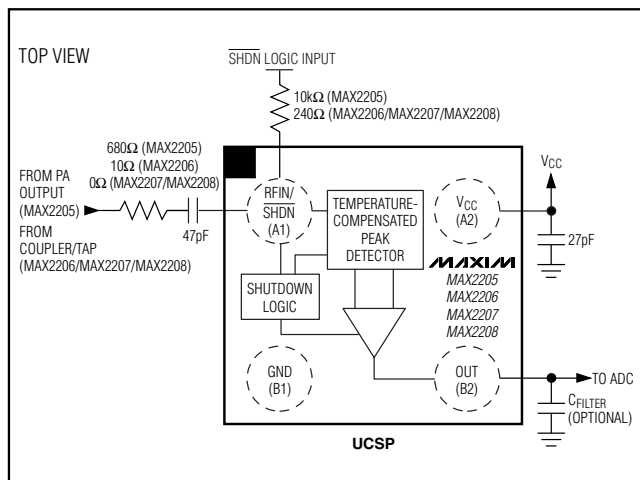 TOP VIEW
S̅H̅D̅N̅ LOGIC INPUT
10kΩ (MAX2205)
240Ω (MAX2206/MAX2207/MAX2208)
680Ω (MAX2205)
10Ω (MAX2206)
0Ω (MAX2207/MAX2208)
FROM PA
OUTPUT
(MAX2205)
FROM
COUPLER/TAP
(MAX2206/MAX2207/MAX2208)
47pF
RFIN/
S̅H̅D̅N̅
(A1)
TEMPERATURE-
COMPENSATED
PEAK
DETECTOR
VCC
(A2)
VCC
27pF
MAXIM
MAX2205
MAX2206
MAX2207
MAX2208
SHUTDOWN
LOGIC
GND
(B1)
OUT
(B2)
TO ADC
CFILTER
(OPTIONAL)
UCSP